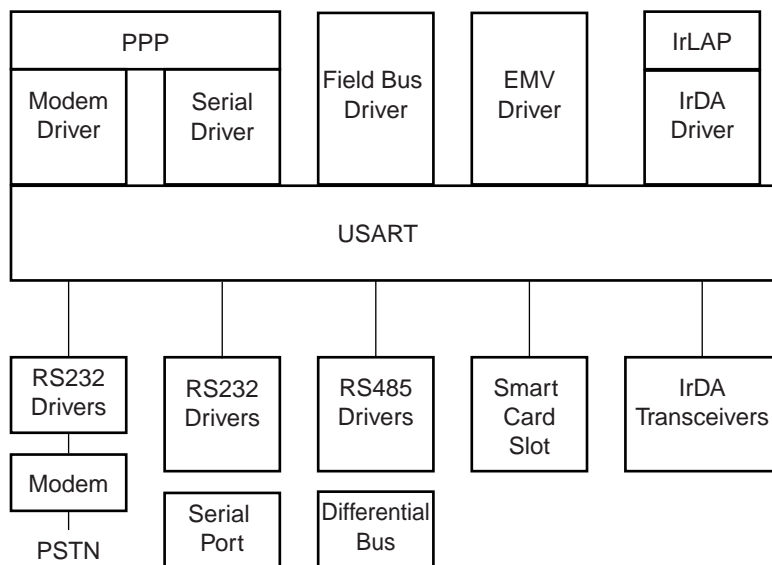 PPP
Modem
Driver
Serial
Driver
Field Bus
Driver
EMV
Driver
IrLAP
IrDA
Driver
USART
RS232
Drivers
Modem
PSTN
RS232
Drivers
Serial
Port
RS485
Drivers
Differential
Bus
Smart
Card
Slot
IrDA
Transceivers